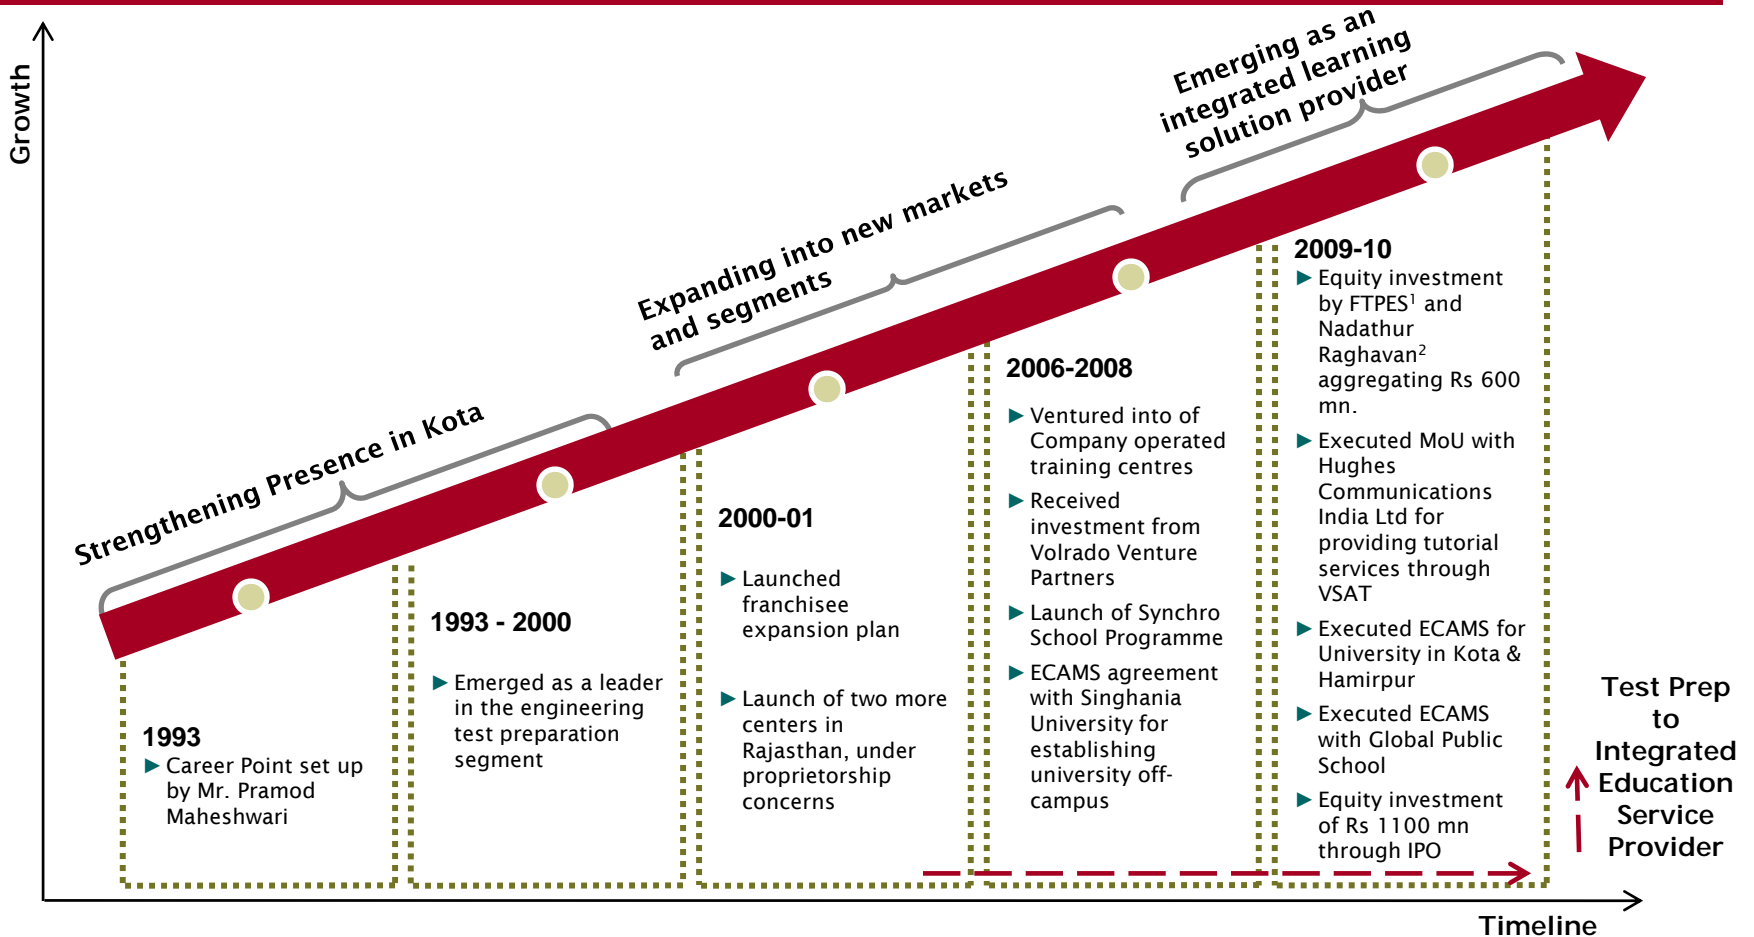 Growth
Strengthening Presence in Kota
Expanding into new markets
and segments
Emerging as an
integrated learning
solution provider
1993
► Career Point set up
by Mr. Pramod
Maheshwari
1993 - 2000
► Emerged as a leader
in the engineering
test preparation
segment
2000-01
► Launched
franchisee
expansion plan
► Launch of two more
centers in
Rajasthan, under
proprietorship
concerns
2006-2008
► Ventured into of
Company operated
training centres
► Received
investment from
Volrado Venture
Partners
► Launch of Synchro
School Programme
► ECAMS agreement
with Singhania
University for
establishing
university off-
campus
2009-10
► Equity investment
by FTPES¹ and
Nadathur
Raghavan²
aggregating Rs 600
mn.
► Executed MoU with
Hughes
Communications
India Ltd for
providing tutorial
services through
VSAT
► Executed ECAMS for
University in Kota &
Hamirpur
► Executed ECAMS
with Global Public
School
► Equity investment
of Rs 1100 mn
through IPO
Test Prep
to
Integrated
Education
Service
Provider
Timeline